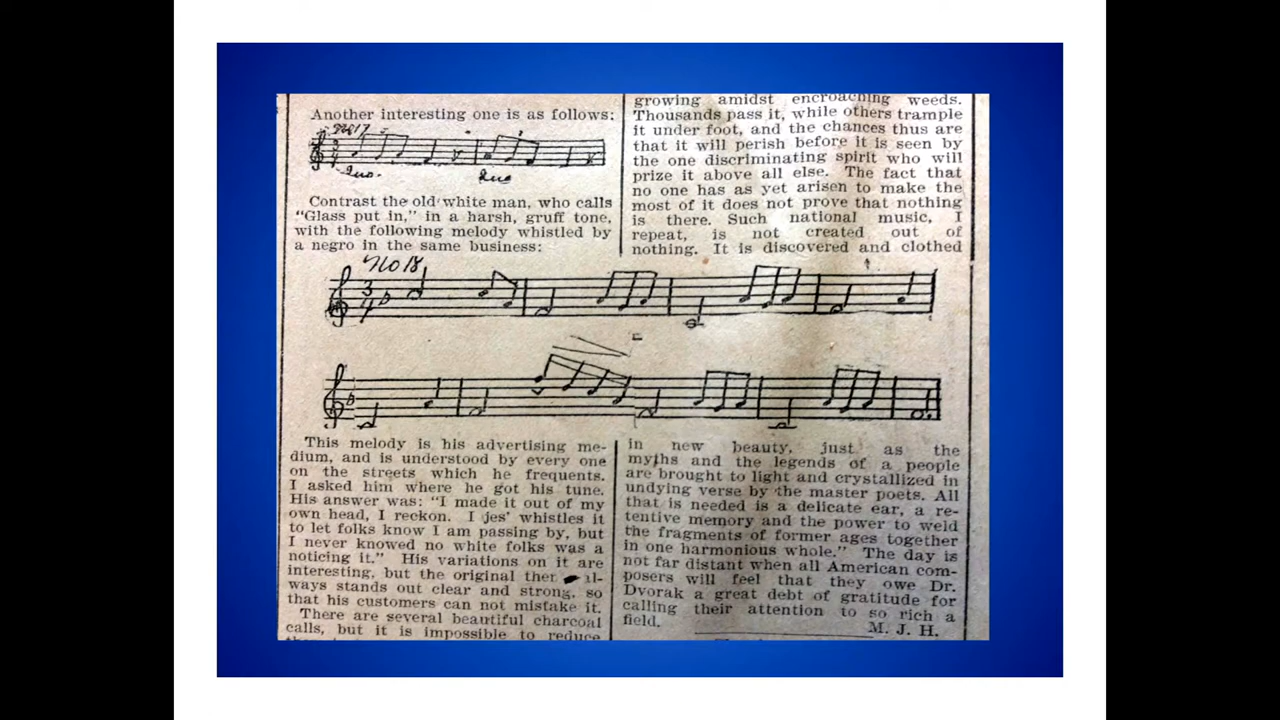 Another interesting one is as follows:
No 17
Contrast the old white man, who calls
“Glass put in,” in a harsh, gruff tone,
with the following melody whistled by
a negro in the same business:
growing amidst encroaching weeds.
Thousands pass it, while others trample
it under foot, and the chances thus are
that it will perish before it is seen by
the one discriminating spirit who will
prize it above all else. The fact that
no one has as yet arisen to make the
most of it does not prove that nothing
is there. Such national music, I
repeat, is not created out of
nothing. It is discovered and clothed
No 18
3
4
This melody is his advertising me-
dium, and is understood by every one
on the streets which he frequents.
I asked him where he got his tune.
His answer was: “I made it out of my
own head, I reckon. I jes’ whistles it
to let folks know I am passing by, but
I never knowed no white folks was a
noticing it.” His variations on it are
interesting, but the original
ways stands out clear and strong, so
that his customers can not mistake it.
There are several beautiful charcoal
calls, but it is impossible to reduce
in new beauty, just as the
myths and the legends of a people
are brought to light and crystallized in
undying verse by the master poets. All
that is needed is a delicate ear, a re-
tentive memory and the power to weld
the fragments of former ages together
in one harmonious whole.” The day is
not far distant when all American com-
posers will feel that they owe Dr.
Dvorak a great debt of gratitude for
calling their attention to so rich a
field.
M. J. H.